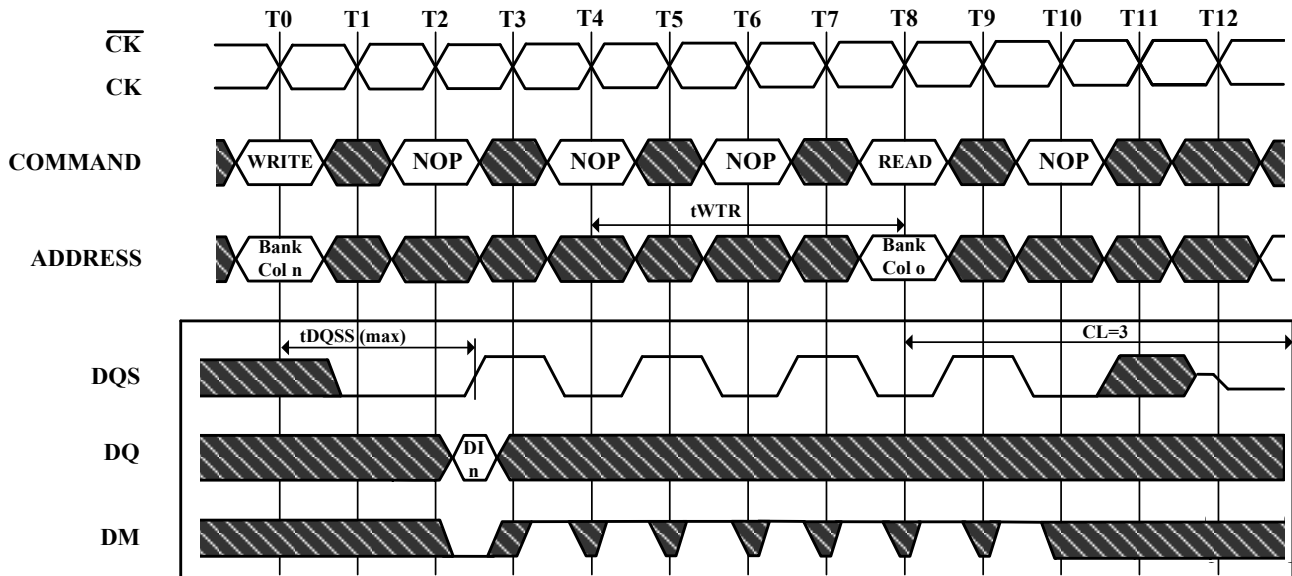 T0 T1 T2 T3 T4 T5 T6 T7 T8 T9 T10 T11 T12
CK
CK
COMMAND WRITE NOP NOP NOP READ NOP
tWTR
ADDRESS Bank Col n Bank Col o
tDQSS (max) CL=3
DQS
DQ DI n
DM